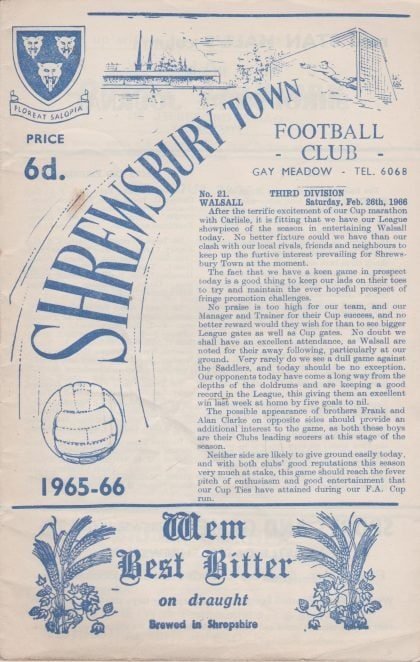 FLOREAT SALOPIA
PRICE
6d.
SHREWSBURY TOWN
FOOTBALL
- CLUB -
GAY MEADOW - TEL. 6068
No. 21. THIRD DIVISION
WALSALL Saturday, Feb. 26th, 1966
After the terrific excitement of our Cup marathon
with Carlisle, it is fitting that we have our League
showpiece of the season in entertaining Walsall
today. No better fixture could we have than our
clash with our local rivals, friends and neighbours to
keep up the furtive interest prevailing for Shrews-
bury Town at the moment.
The fact that we have a keen game in prospect
today is a good thing to keep our lads on their toes
to try and maintain the ever hopeful prospect of
fringe promotion challenges.
No praise is too high for our team, and our
Manager and Trainer for their Cup success, and no
better reward would they wish for than to see bigger
League gates as well as Cup gates. No doubt we
shall have an excellent attendance, as Walsall are
noted for their away following, particularly at our
ground. Very rarely do we see a dull game against
the Saddlers, and today should be no exception.
Our opponents today have come a long way from the
depths of the doldrums and are keeping a good
record in the League, this giving them an excellent
win last week at home by five goals to nil.
The possible appearance of brothers Frank and
Alan Clarke on opposite sides should provide an
additional interest to the game, as both these boys
are their Clubs leading scorers at this stage of the
season.
Neither side are likely to give ground easily today,
and with both clubs' good reputations this season
very much at stake, this game should reach the fever
pitch of enthusiasm and good entertainment that
our Cup Ties have attained during our F.A. Cup
run.
1965-66
Wem
Best Bitter
on draught
Brewed in Shropshire